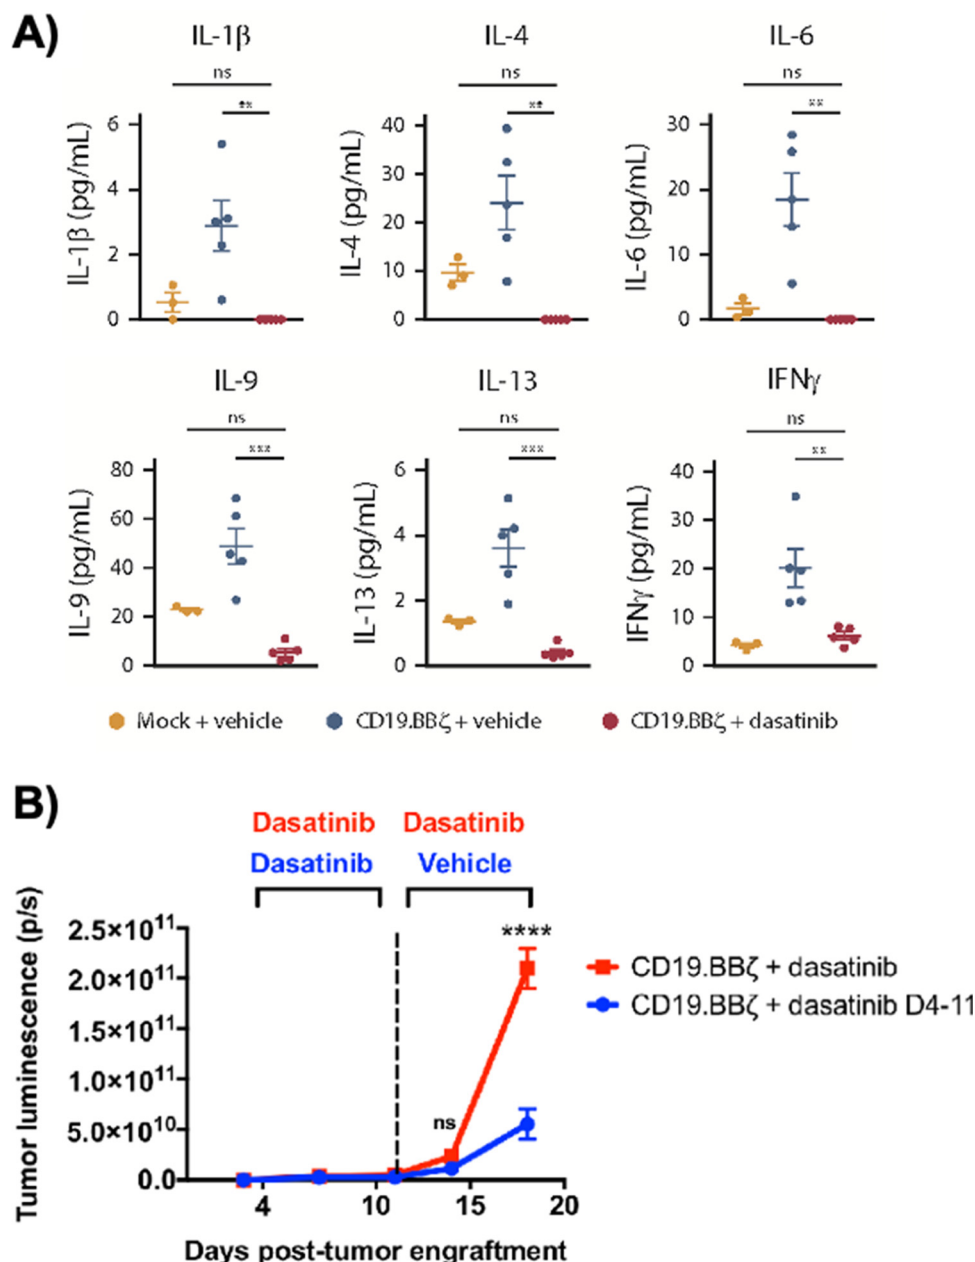 A)
IL-1β
ns
**
IL-1β (pg/mL)
6
4
2
0
IL-4
ns
**
IL-4 (pg/mL)
40
30
20
10
0
IL-6
ns
**
IL-6 (pg/mL)
30
20
10
0
IL-9
ns
***
IL-9 (pg/mL)
80
60
40
20
0
IL-13
ns
***
IL-13 (pg/mL)
6
4
2
0
IFNγ
ns
**
IFNγ (pg/mL)
40
30
20
10
0
Mock + vehicle
CD19.BBζ + vehicle
CD19.BBζ + dasatinib
B)
Dasatinib Dasatinib
Dasatinib Vehicle
Tumor luminescence (p/s)
2.5×10¹¹
2.0×10¹¹
1.5×10¹¹
1.0×10¹¹
5.0×10¹⁰
0.0
ns
****
4 10 15 20
Days post-tumor engraftment
CD19.BBζ + dasatinib
CD19.BBζ + dasatinib D4-11